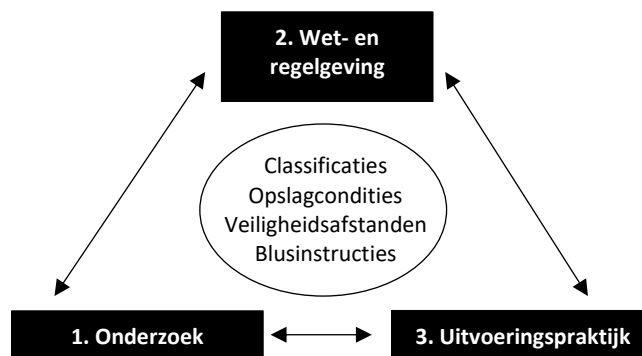 2. Wet- en
regelgeving
Classificaties
Opslagcondities
Veiligheidsafstanden
Blusinstructies
1. Onderzoek
3. Uitvoeringspraktijk